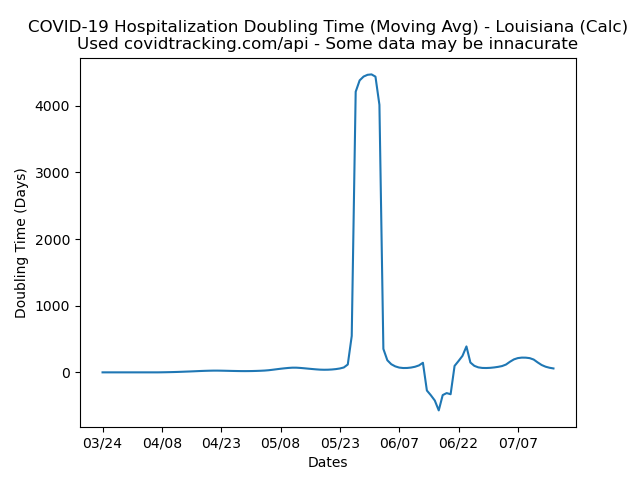 COVID-19 Hospitalization Doubling Time (Moving Avg) - Louisiana (Calc)
Used covidtracking.com/api - Some data may be innacurate
Doubling Time (Days)
4000
3000
2000
1000
0
03/24 04/08 04/23 05/08 05/23 06/07 06/22 07/07
Dates